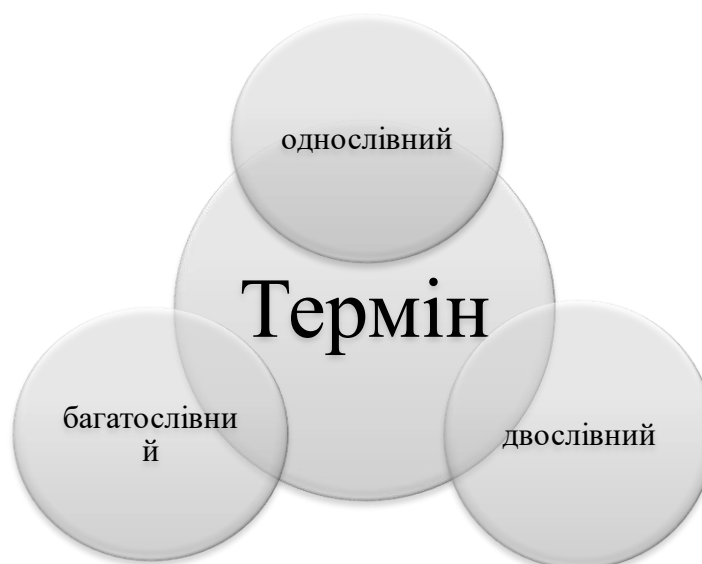 однослівний
Термін
багатослівни
й
двослівний